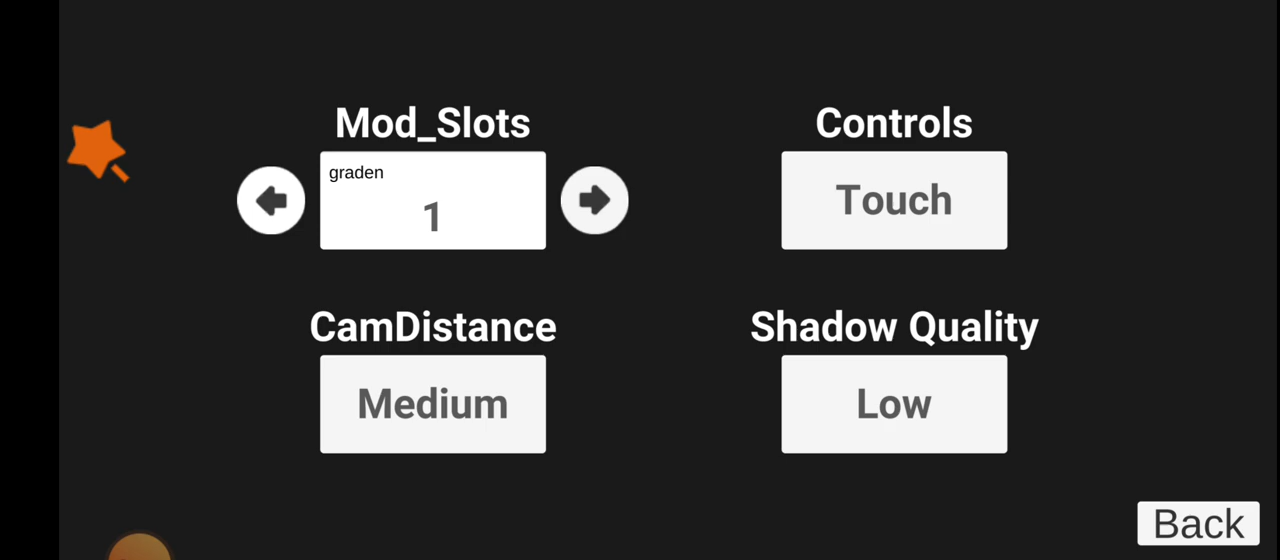 Mod_Slots
graden
1
Controls
Touch
CamDistance
Medium
Shadow Quality
Low
Back